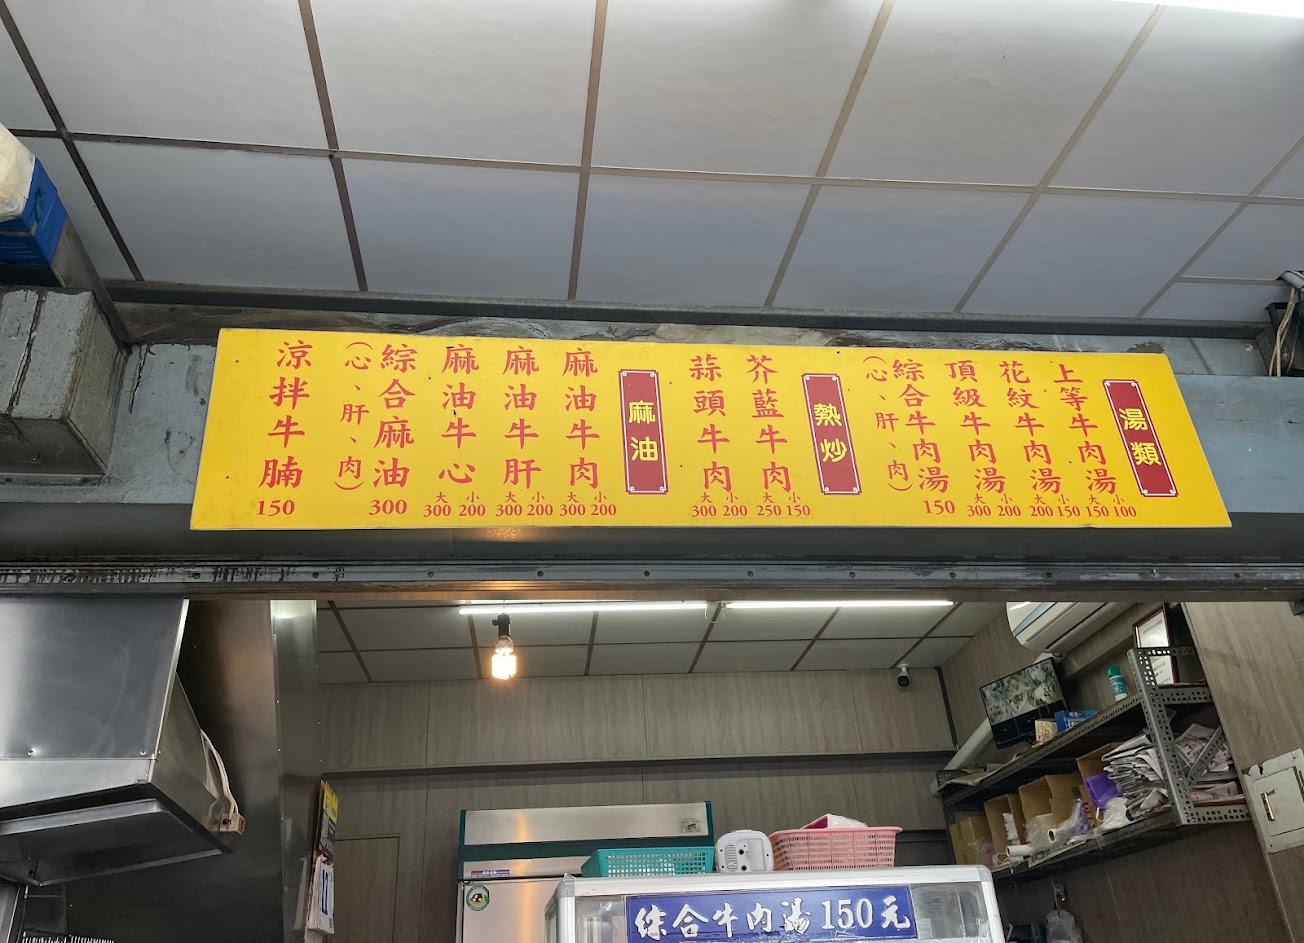 湯類
上等牛肉湯 大150 小100
花紋牛肉湯 大200 小150
頂級牛肉湯 大300 小200
綜合牛肉湯 150
(心、肝、肉)
熱炒
芥藍牛肉 大250 小150
蒜頭牛肉 大300 小200
麻油
麻油牛肉 大300 小200
麻油牛肝 大300 小200
麻油牛心 大300 小200
綜合麻油 300
(心、肝、肉)
涼拌牛腩 150
綜合牛肉湯150元